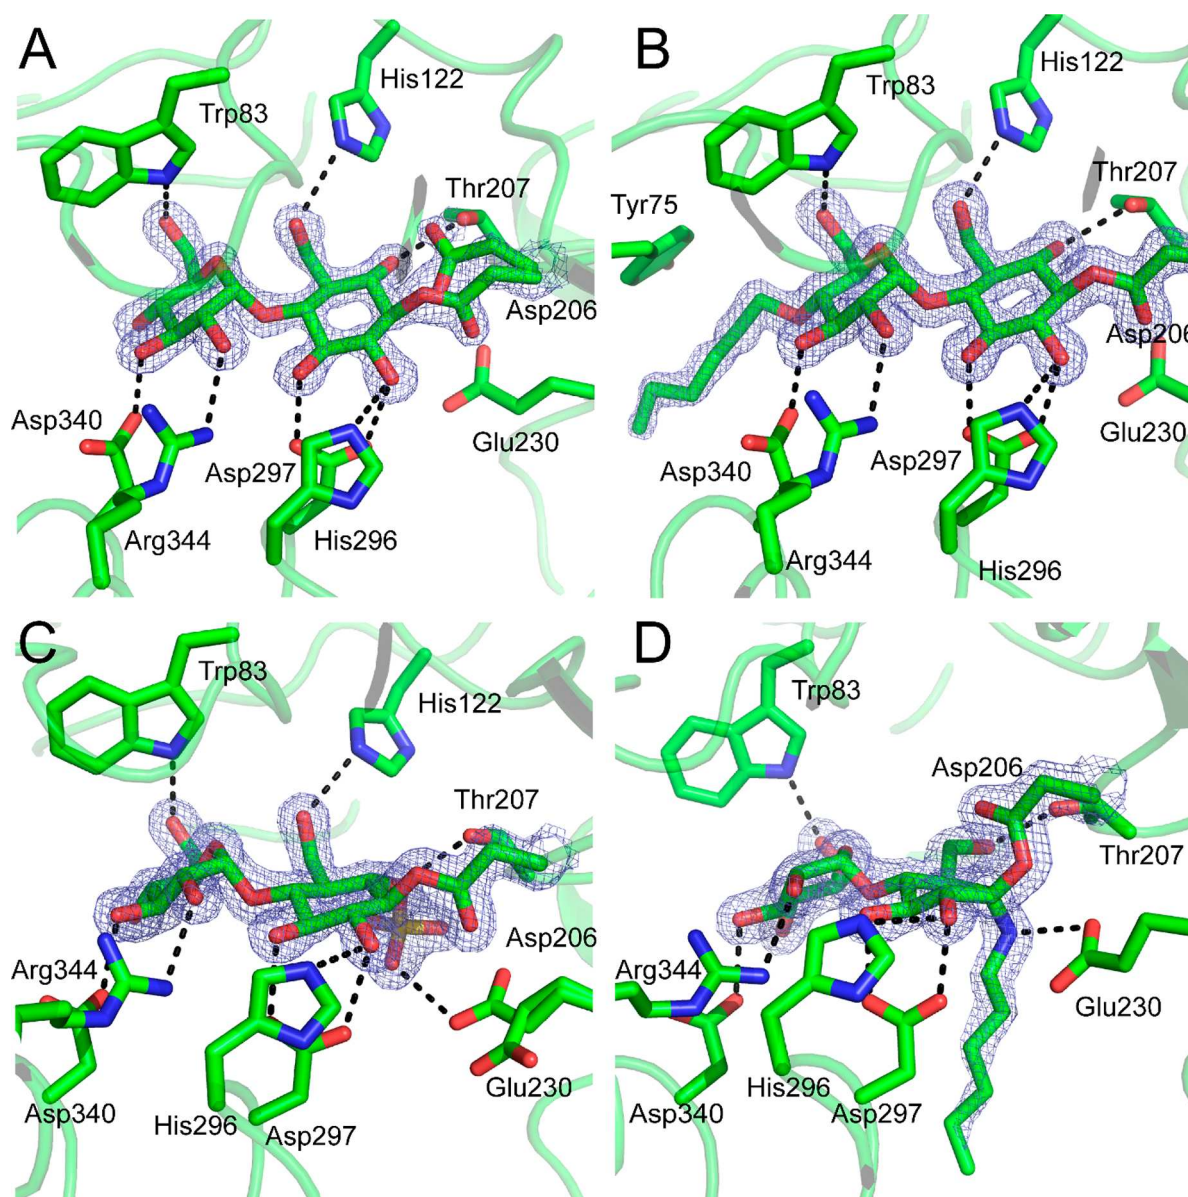 A
Trp83
His122
Thr207
Asp206
Asp340
Asp297
Glu230
Arg344
His296
B
Trp83
His122
Tyr75
Thr207
Asp206
Asp340
Asp297
Glu230
Arg344
His296
C
Trp83
His122
Thr207
Asp206
Arg344
Glu230
Asp340
His296
Asp297
D
Trp83
Asp206
Thr207
Arg344
Glu230
His296
Asp340
Asp297